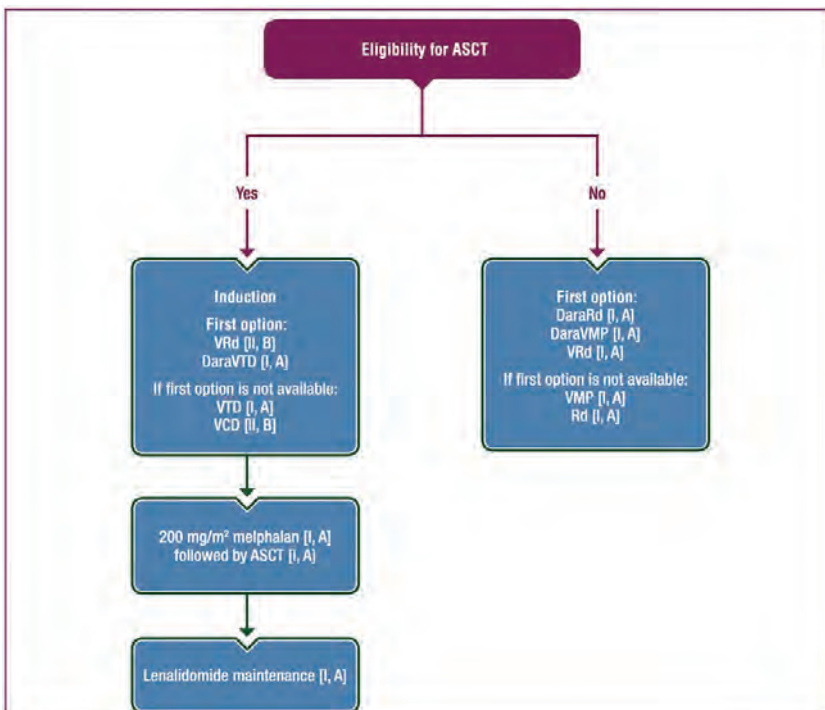 Eligibility for ASCT
Yes
No
Induction
First option:
VRd [II, B]
DaraVTD [I, A]
If first option is not available:
VTD [I, A]
VCD [II, B]
First option:
DaraRd [I, A]
DaraVMP [I, A]
VRd [I, A]
If first option is not available:
VMP [I, A]
Rd [I, A]
200 mg/m² melphalan [I, A]
followed by ASCT [I, A]
Lenalidomide maintenance [I, A]